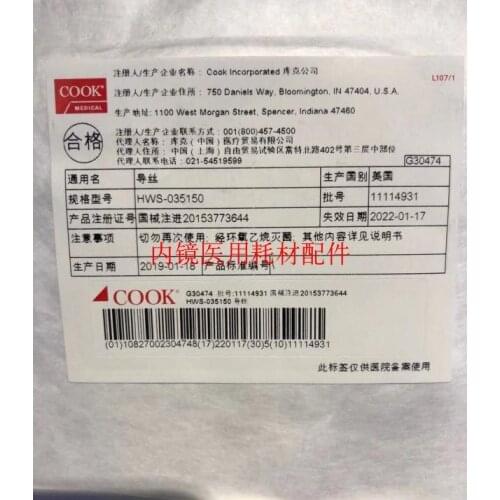 注册人/生产企业名称: Cook Incorporated 库克公司
L107/1
COOK
MEDICAL
注册人/生产企业住所: 750 Daniels Way, Bloomington, IN 47404, U.S.A.
生产地址: 1100 West Morgan Street, Spencer, Indiana 47460
合格
注册人/生产企业联系方式: 001(800)457-4500
代理人名称: 库克(中国)医疗贸易有限公司
代理人住所: 中国(上海)自由贸易试验区富特北路402号第三层中部位
代理人联系电话: 021-54519599
G30474
通用名 导丝 生产国别 美国
规格型号 HWS-035150 批号 11114931
产品注册证号 国械注进20153773644 失效日期 2022-01-17
注意事项 切勿再次使用; 经环氧乙烷灭菌; 其他内容详见说明书
内镜医用耗材配件
生产日期 2019-01-18 产品标准编号\
COOK
G30474 批号:11114931 国械注进20153773644
HWS-035150 导丝
(01)10827002304748(17)220117(30)5(10)11114931
此标签仅供医院备案使用